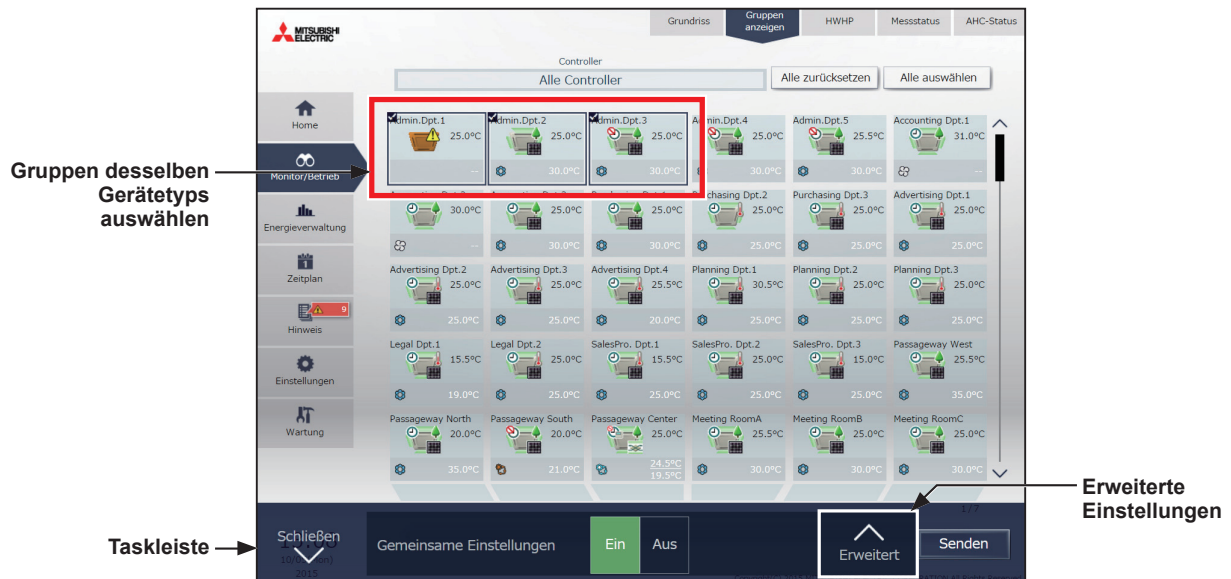 MITSUBISHI
ELECTRIC
Grundriss
Gruppen
anzeigen
HWHP
Messstatus
AHC-Status
Controller
Alle Controller
Alle zurücksetzen
Alle auswählen
Home
Monitor/Betrieb
Energieverwaltung
Zeitplan
1
Hinweis
9
Einstellungen
Wartung
Gruppen desselben
Gerätetyps
auswählen
Admin.Dpt.1 Admin.Dpt.2 Admin.Dpt.3 Admin.Dpt.4 Admin.Dpt.5 Accounting Dpt.1
25.0°C 25.0°C 25.0°C 25.0°C 25.5°C 31.0°C
-- 30.0°C 30.0°C 30.0°C 30.0°C --
Purchasing Dpt.2 Purchasing Dpt.3 Advertising Dpt.1
30.0°C 25.0°C 25.0°C 25.0°C 25.0°C 25.0°C
-- 30.0°C 30.0°C 25.0°C 25.0°C 25.0°C
Advertising Dpt.2 Advertising Dpt.3 Advertising Dpt.4 Planning Dpt.1 Planning Dpt.2 Planning Dpt.3
25.0°C 25.0°C 25.5°C 30.5°C 25.0°C 25.0°C
25.0°C 25.0°C 20.0°C 25.0°C 25.0°C 25.0°C
Legal Dpt.1 Legal Dpt.2 SalesPro. Dpt.1 SalesPro. Dpt.2 SalesPro. Dpt.3 Passageway West
15.5°C 25.0°C 15.5°C 25.0°C 15.0°C 25.5°C
19.0°C 25.0°C 25.0°C 25.0°C 25.0°C 35.0°C
Passageway North Passageway South Passageway Center Meeting RoomA Meeting RoomB Meeting RoomC
20.0°C 20.0°C 25.0°C 25.5°C 25.0°C 25.0°C
35.0°C 21.0°C 24.5°C 30.0°C 30.0°C 30.0°C
19.5°C
1/7
Erweiterte
Einstellungen
Taskleiste
Schließen
2015
Gemeinsame Einstellungen
Ein
Aus
Erweitert
Senden